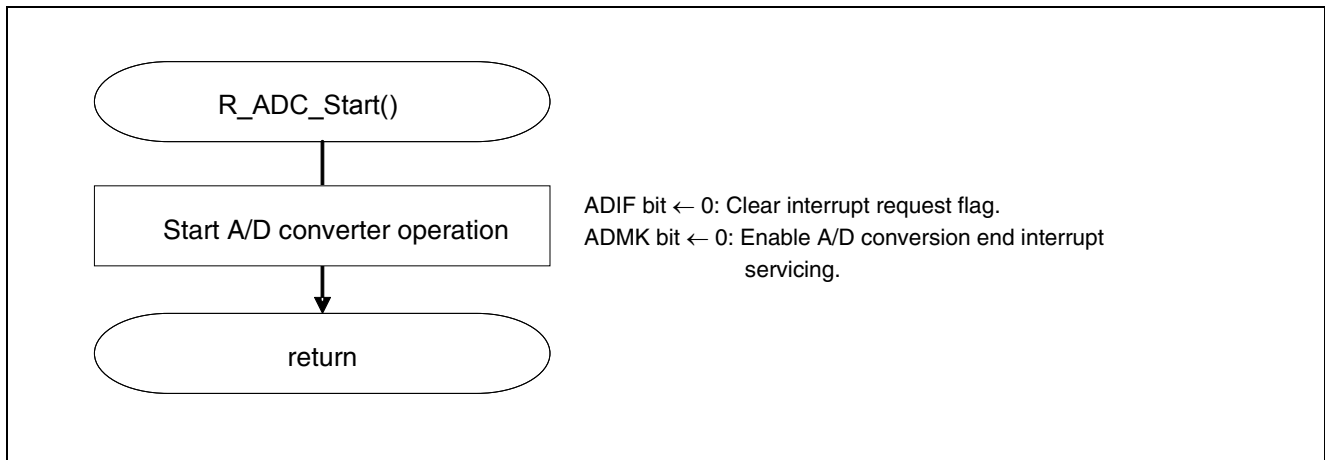 R_ADC_Start()
Start A/D converter operation
ADIF bit ← 0: Clear interrupt request flag.
ADMK bit ← 0: Enable A/D conversion end interrupt
servicing.
return